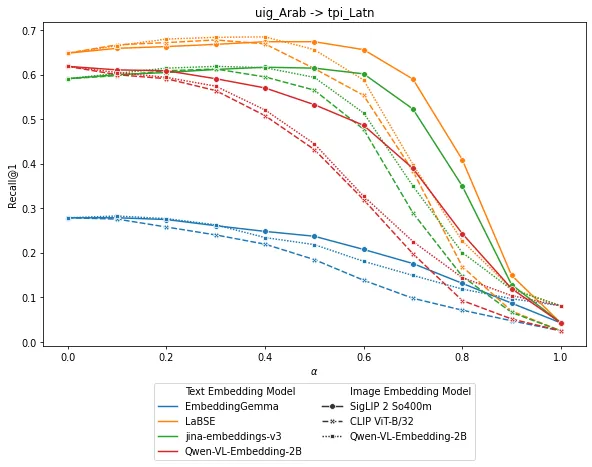 uig_Arab -> tpi_Latn
Recall@1
0.7
0.6
0.5
0.4
0.3
0.2
0.1
0.0
0.0 0.2 0.4 0.6 0.8 1.0
α
Text Embedding Model Image Embedding Model
EmbeddingGemma SigLIP 2 So400m
LaBSE CLIP ViT-B/32
jina-embeddings-v3 Qwen-VL-Embedding-2B
Qwen-VL-Embedding-2B